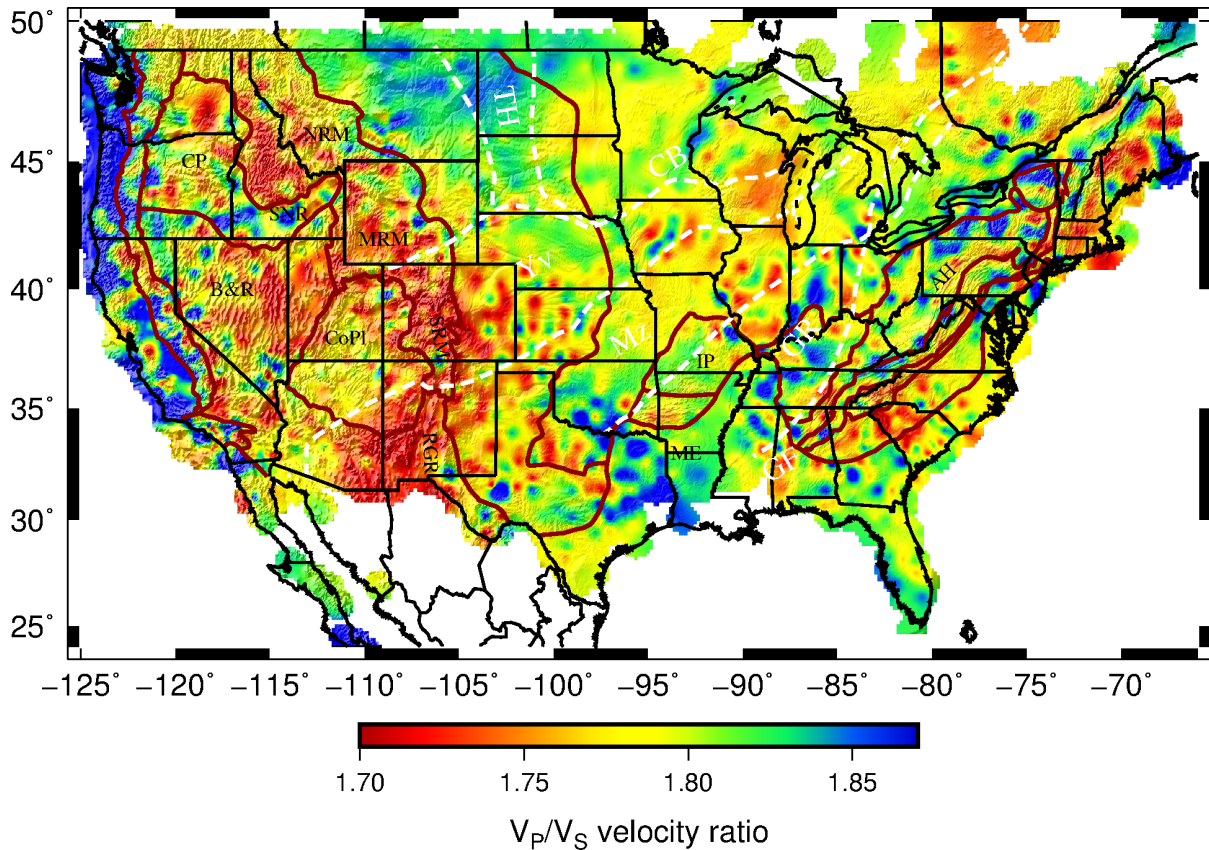 50°
45°
40°
35°
30°
25°
TH
NRM
CP
CB
SNR
MRM
Yv
AH
B&R
SRM
CoPl
Mz
GR
IP
RGR
ME
GF
−125° −120° −115° −110° −105° −100° −95° −90° −85° −80° −75° −70°
1.70 1.75 1.80 1.85
VP/VS velocity ratio